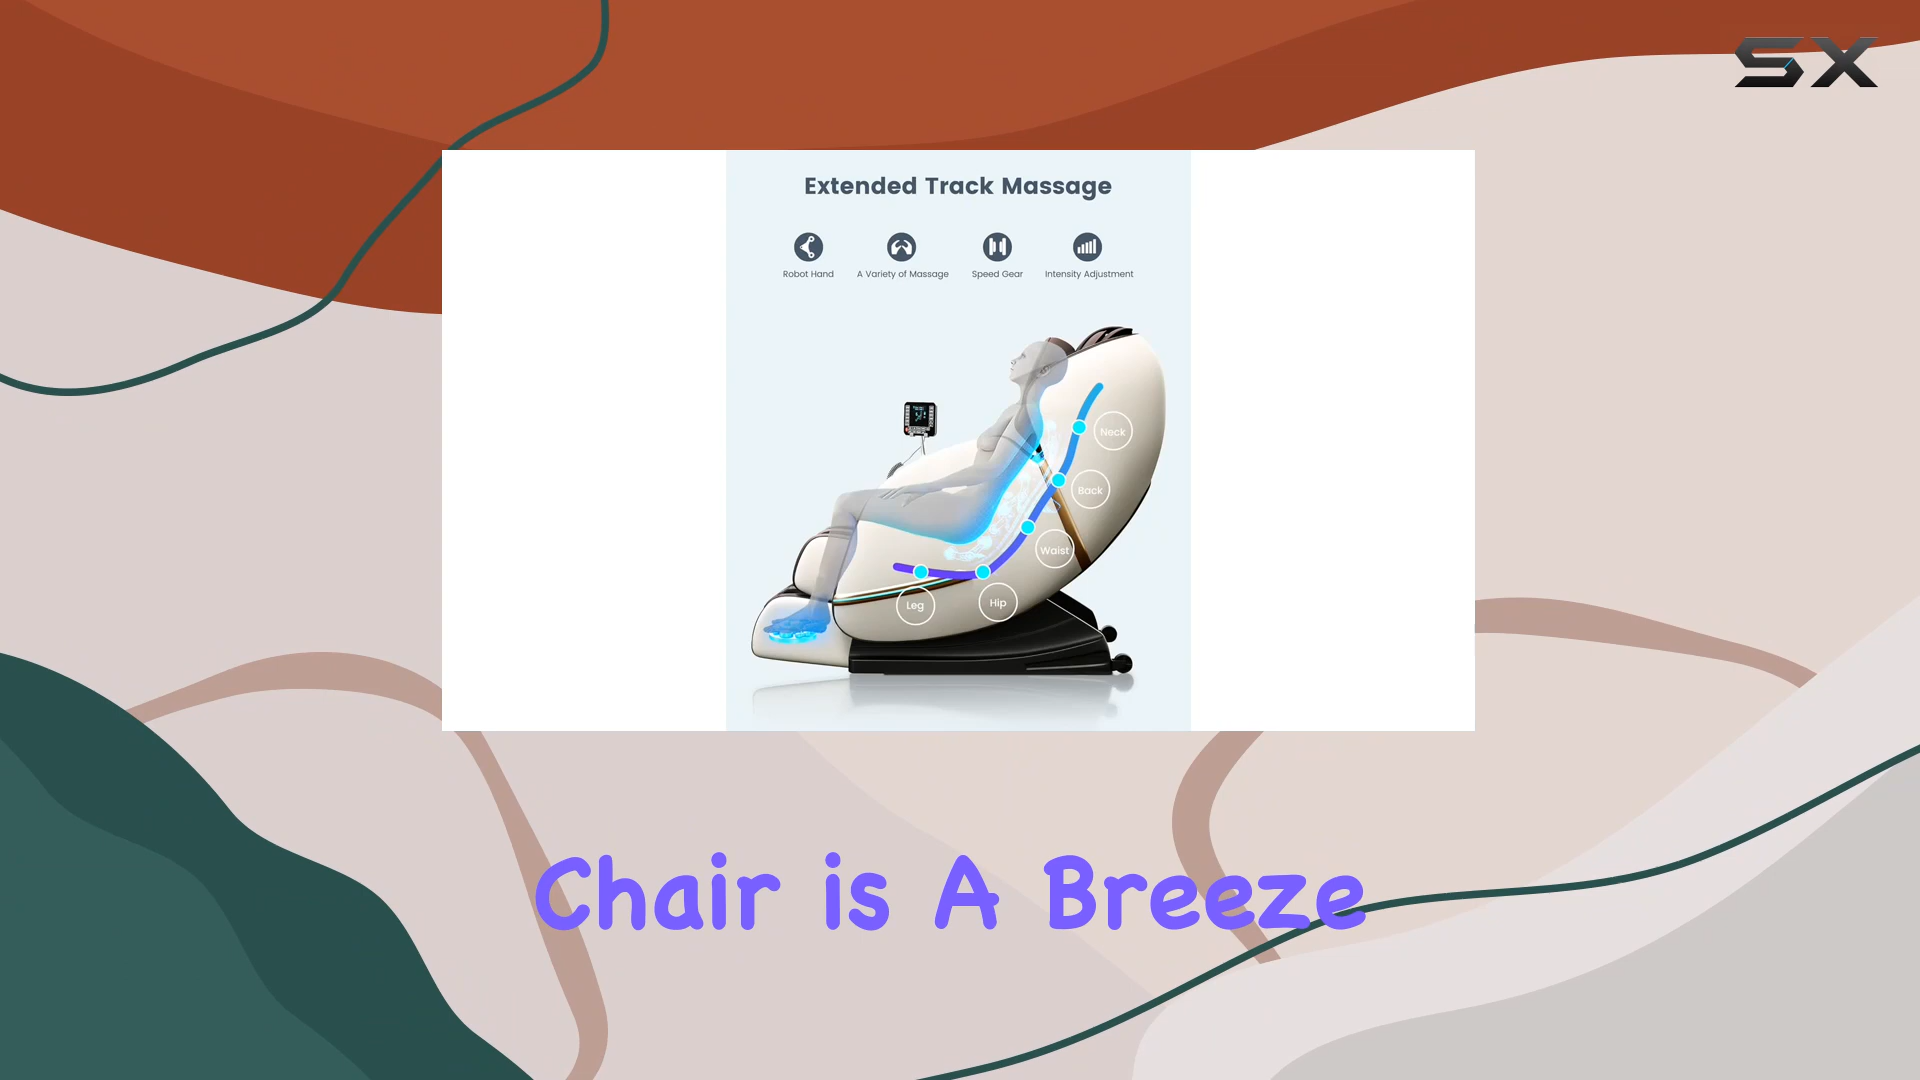 SX
Extended Track Massage
Robot Hand
A Variety of Massage
Speed Gear
Intensity Adjustment
Neck
Back
Waist
Hip
Leg
Chair is A Breeze